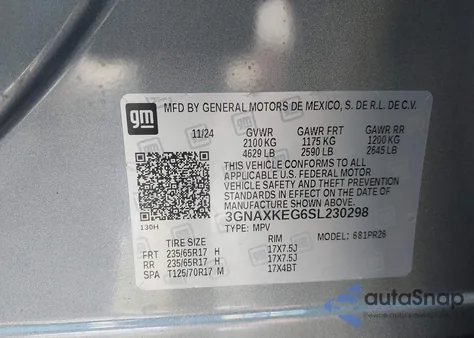 gm
MFD BY GENERAL MOTORS DE MEXICO, S. DE R.L. DE C.V.
11/24 GVWR GAWR FRT GAWR RR
2100 KG 1175 KG 1200 KG
4629 LB 2590 LB 2645 LB
THIS VEHICLE CONFORMS TO ALL
APPLICABLE U.S. FEDERAL MOTOR
VEHICLE SAFETY AND THEFT PREVENTION
STANDARDS IN EFFECT ON THE DATE OF
MANUFACTURE SHOWN ABOVE.
3GNAXKEG6SL230298
130H TYPE: MPV MODEL: 681PR26
TIRE SIZE RIM
FRT 235/65R17 H 17X7.5J
RR 235/65R17 H 17X7.5J
SPA T125/70R17 M 17X4BT
autoSnap